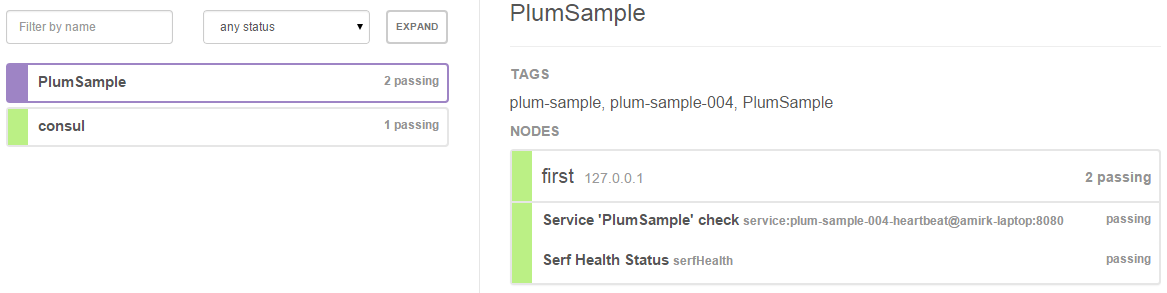 Filter by name
any status
EXPAND
PlumSample 2 passing
consul 1 passing
PlumSample
TAGS
plum-sample, plum-sample-004, PlumSample
NODES
first 127.0.0.1 2 passing
Service 'PlumSample' check service:plum-sample-004-heartbeat@amirk-laptop:8080 passing
Serf Health Status serfHealth passing